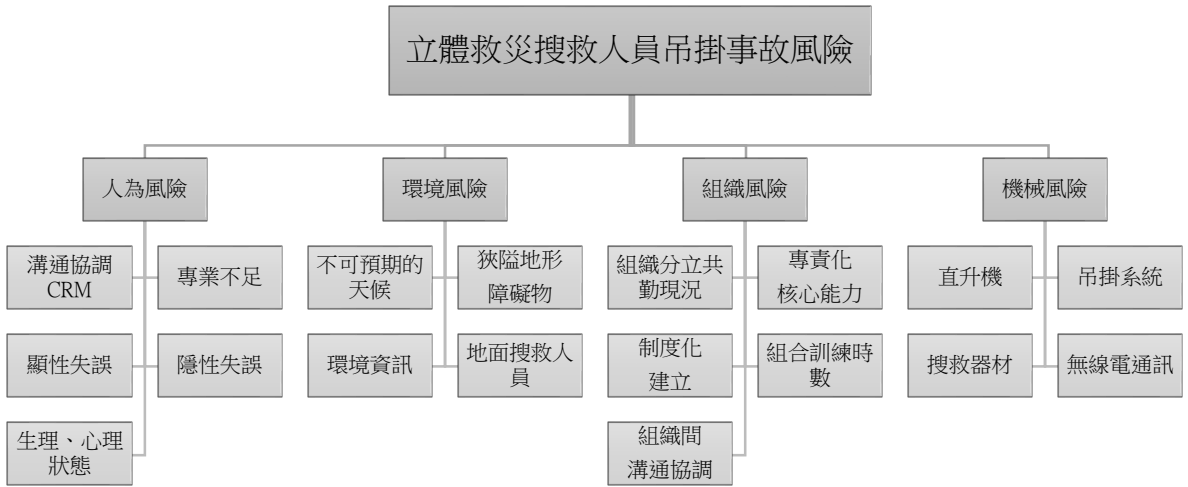 立體救災搜救人員吊掛事故風險
人為風險
溝通協調
CRM
專業不足
顯性失誤
隱性失誤
生理、心理
狀態
環境風險
不可預期的
天候
狹隘地形
障礙物
環境資訊
地面搜救人
員
組織風險
組織分立共
勤現況
專責化
核心能力
制度化
建立
組合訓練時
數
組織間
溝通協調
機械風險
直升機
吊掛系統
搜救器材
無線電通訊